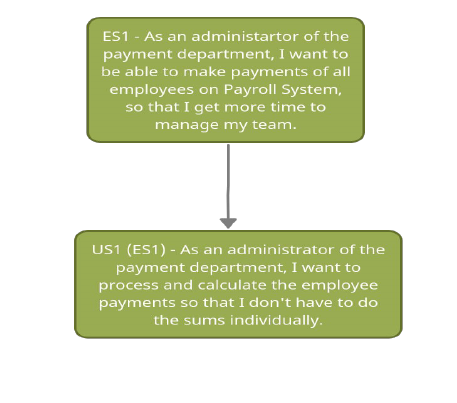 ES1 - As an administartor of the
payment department, I want to
be able to make payments of all
employees on Payroll System,
so that I get more time to
manage my team.
US1 (ES1) - As an administrator of the
payment department, I want to
process and calculate the employee
payments so that I don't have to do
the sums individually.